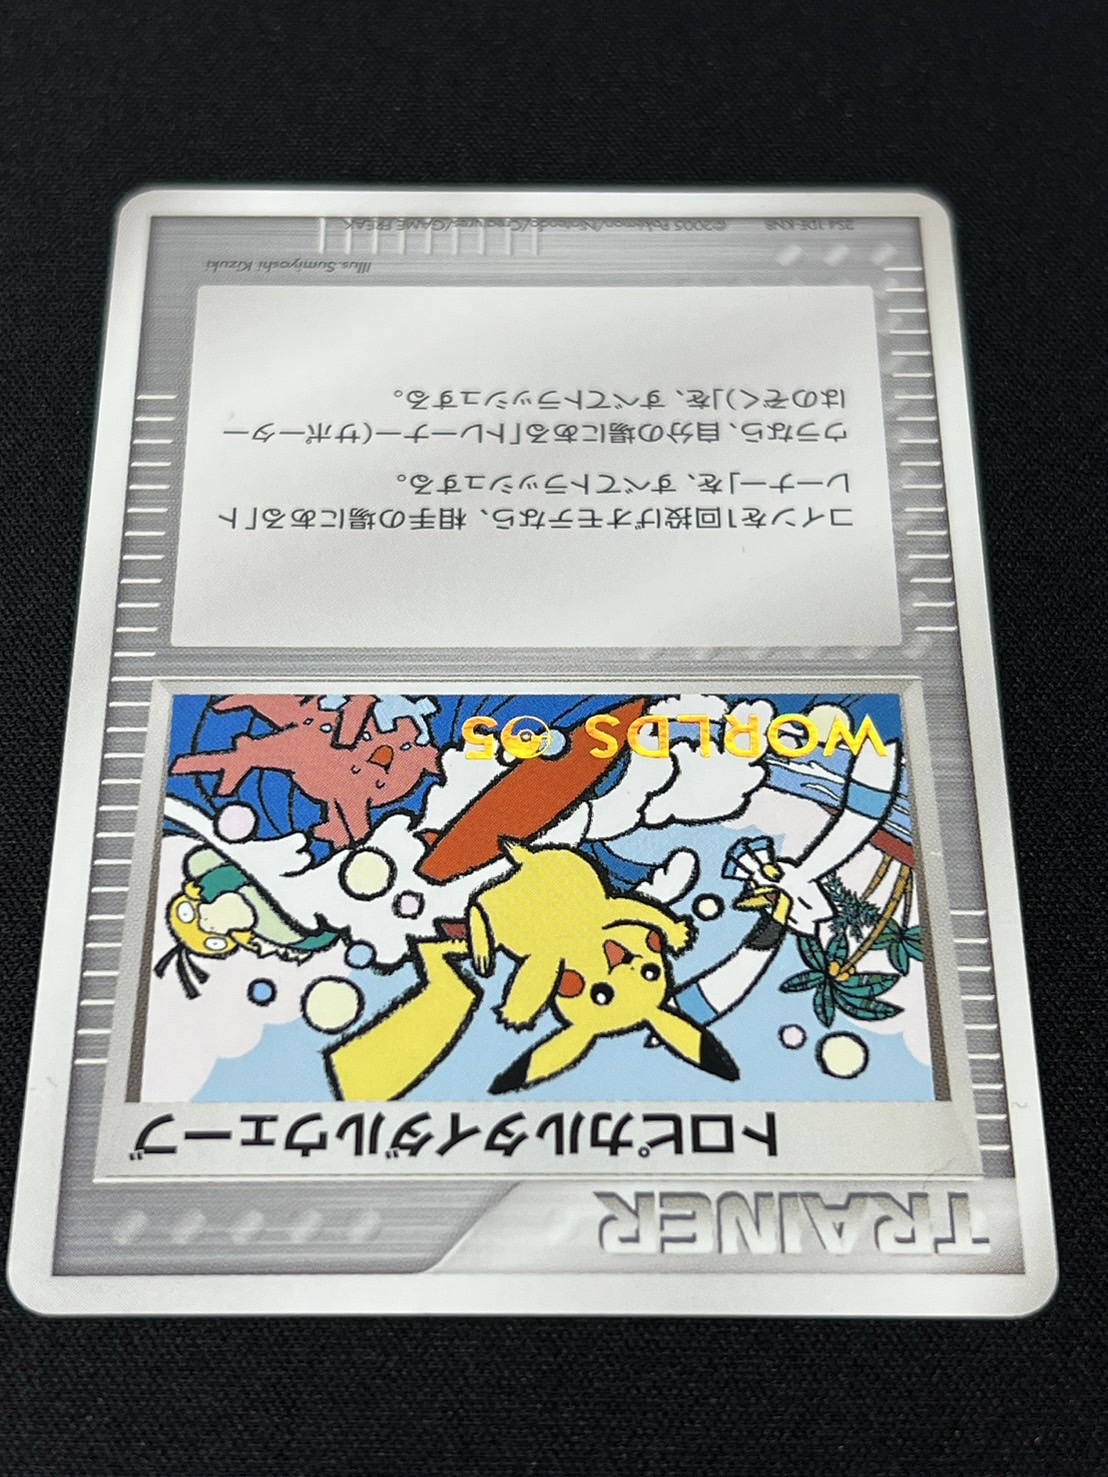 TRAINER
トロピカルタイダルウェーブ
WORLDS 05
コインを1回投げオモテなら、相手の場にある「ト
レーナー」を、すべてトラッシュする。
ウラなら、自分の場にある「トレーナー(サポーター
はのぞく)」を、すべてトラッシュする。
Illus. Sumiyoshi Kizuki
©2005 Pokémon/Nintendo/Creatures/GAME FREAK